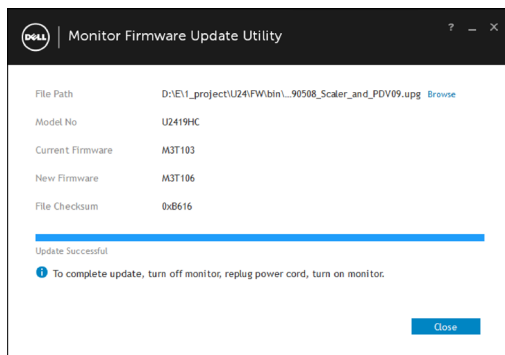 DELL
Monitor Firmware Update Utility
? _ X
File Path D:\E\1_project\U24\FW\bin\...90508_Scaler_and_PDV09.upg Browse
Model No U2419HC
Current Firmware M3T103
New Firmware M3T106
File Checksum 0xB616
Update Successful
i To complete update, turn off monitor, replug power cord, turn on monitor.
Close